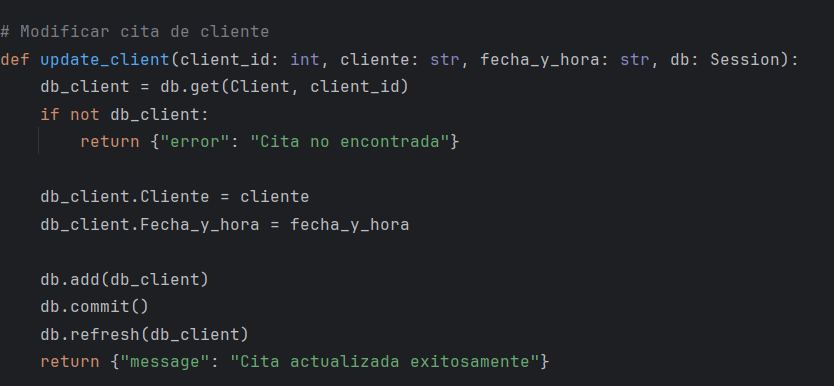 # Modificar cita de cliente
def update_client(client_id: int, cliente: str, fecha_y_hora: str, db: Session):
    db_client = db.get(Client, client_id)
    if not db_client:
        return {"error": "Cita no encontrada"}

    db_client.Cliente = cliente
    db_client.Fecha_y_hora = fecha_y_hora

    db.add(db_client)
    db.commit()
    db.refresh(db_client)
    return {"message": "Cita actualizada exitosamente"}